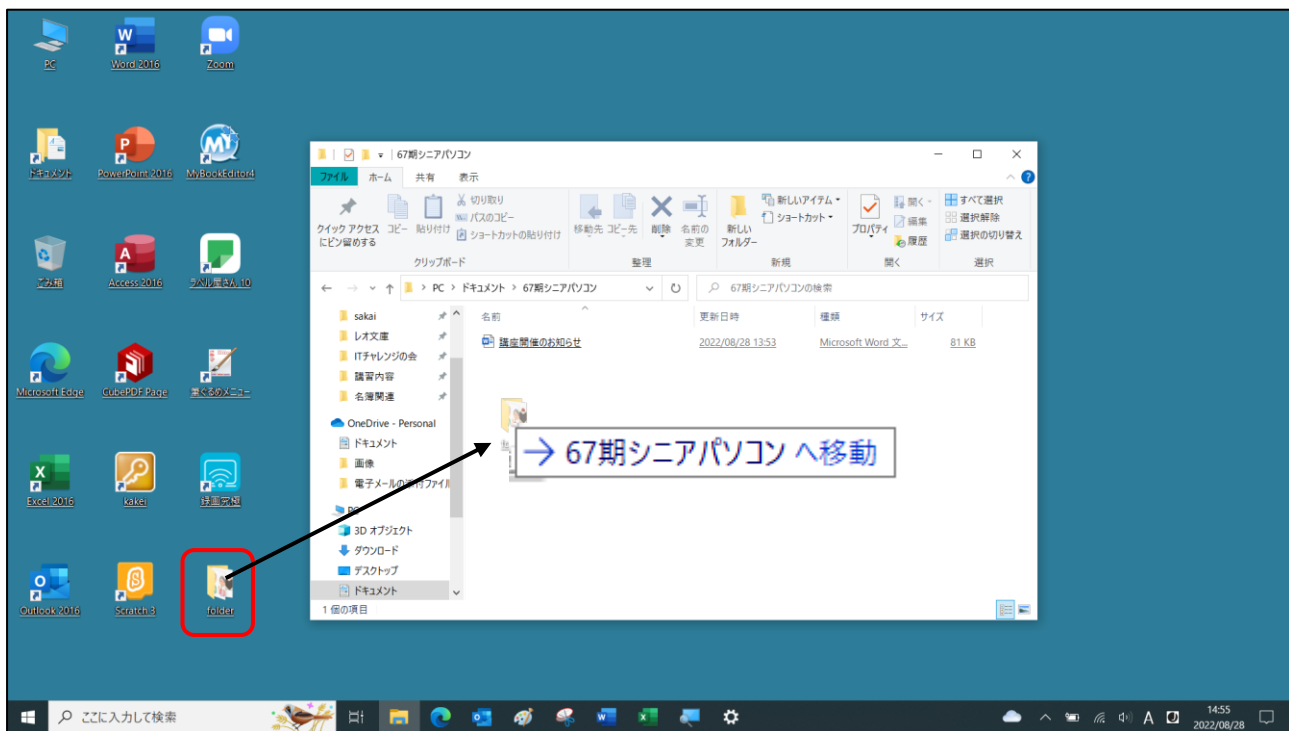 PC
Word 2016
Zoom
ドキュメント
PowerPoint 2016
MyBookEditor4
ごみ箱
Access 2016
ラベル屋さん 10
Microsoft Edge
CubePDF Page
筆ぐるめメニュー
Excel 2016
kakei
録画究極
Outlook 2016
Scratch 3
folder
67期シニアパソコン
ファイル ホーム 共有 表示
クイック アクセス
にピン留めする
コピー
貼り付け
切り取り
パスのコピー
ショートカットの貼り付け
クリップボード
移動先
コピー先
削除
名前の
変更
整理
新しい
フォルダー
新しいアイテム
ショートカット
新規
プロパティ
開く
編集
履歴
開く
すべて選択
選択解除
選択の切り替え
選択
PC > ドキュメント > 67期シニアパソコン
67期シニアパソコンの検索
sakai
レオ文庫
ITチャレンジの会
講習内容
名簿関連
OneDrive - Personal
ドキュメント
画像
電子メールの添付ファイル
PC
3D オブジェクト
ダウンロード
デスクトップ
ドキュメント
名前 更新日時 種類 サイズ
講座開催のお知らせ 2022/08/28 13:53 Microsoft Word 文... 81 KB
→ 67期シニアパソコン へ移動
1 個の項目
ここに入力して検索
A
14:55
2022/08/28